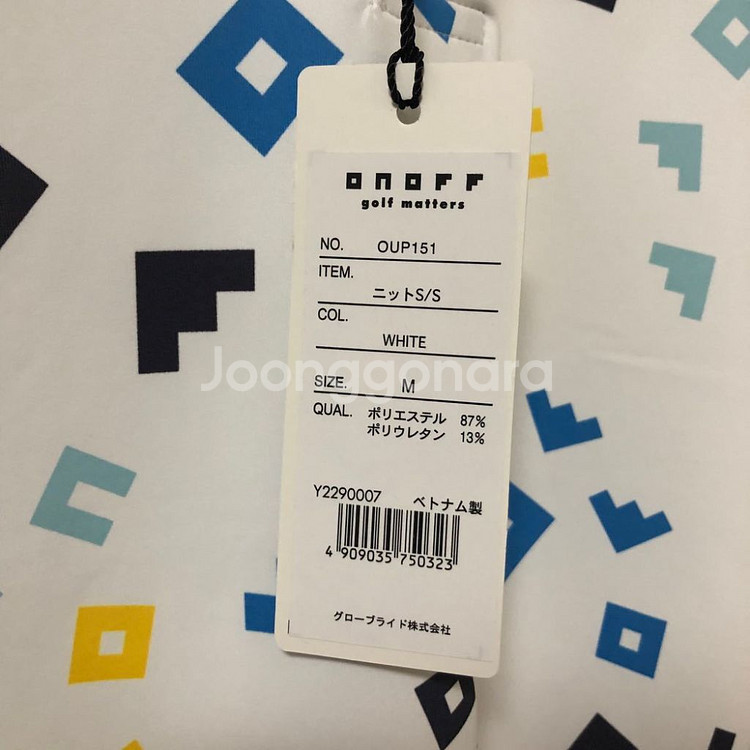 ONOFF
golf matters
NO. OUP151
ITEM.
ニットS/S
COL.
WHITE
Joonggonara
SIZE. M
QUAL. ポリエステル 87%
ポリウレタン 13%
Y2290007 ベトナム製
4 909035 750323
グローブライド株式会社